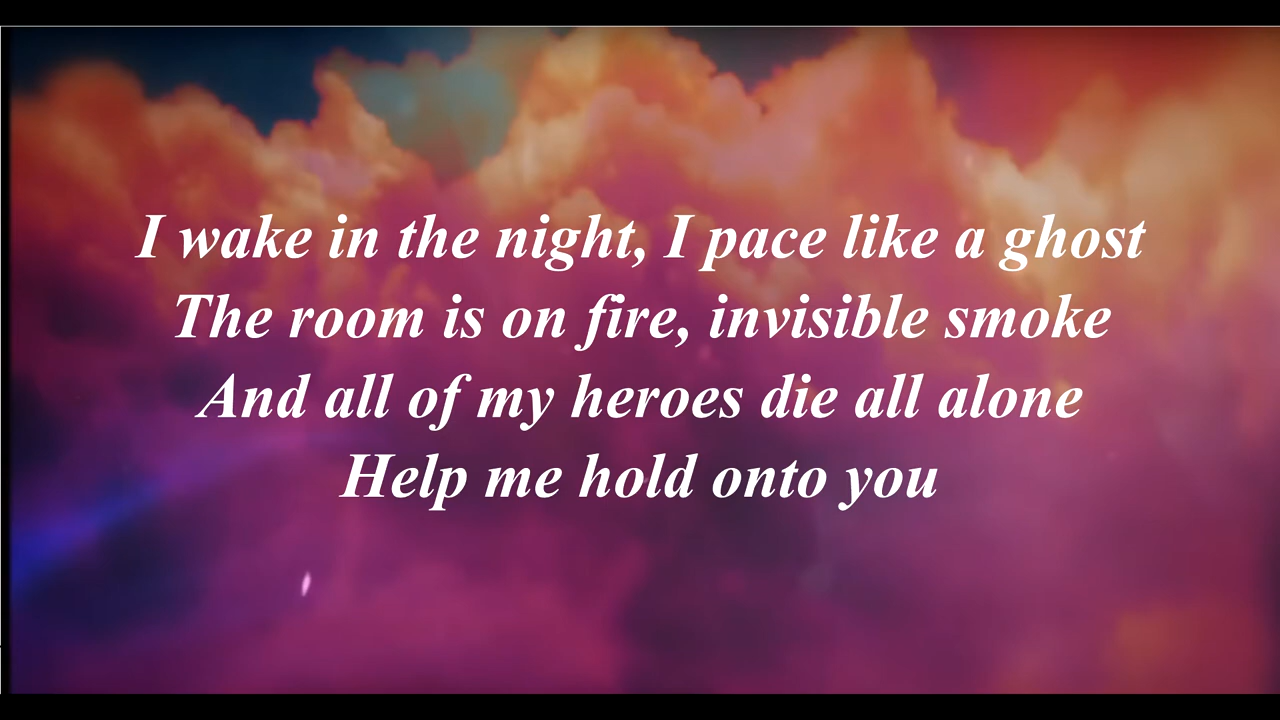 I wake in the night, I pace like a ghost
The room is on fire, invisible smoke
And all of my heroes die all alone
Help me hold onto you